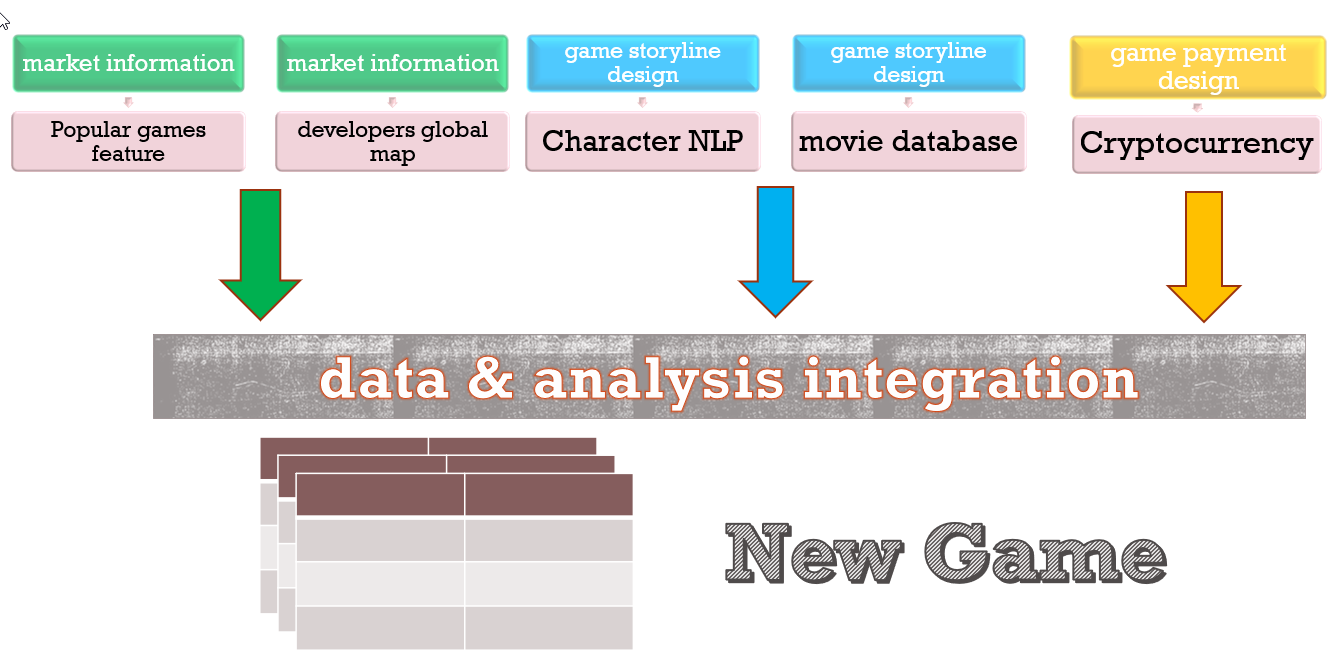 market information
market information
game storyline
design
game storyline
design
game payment
design
Popular games
feature
developers global
map
Character NLP
movie database
Cryptocurrency
data & analysis integration
New Game